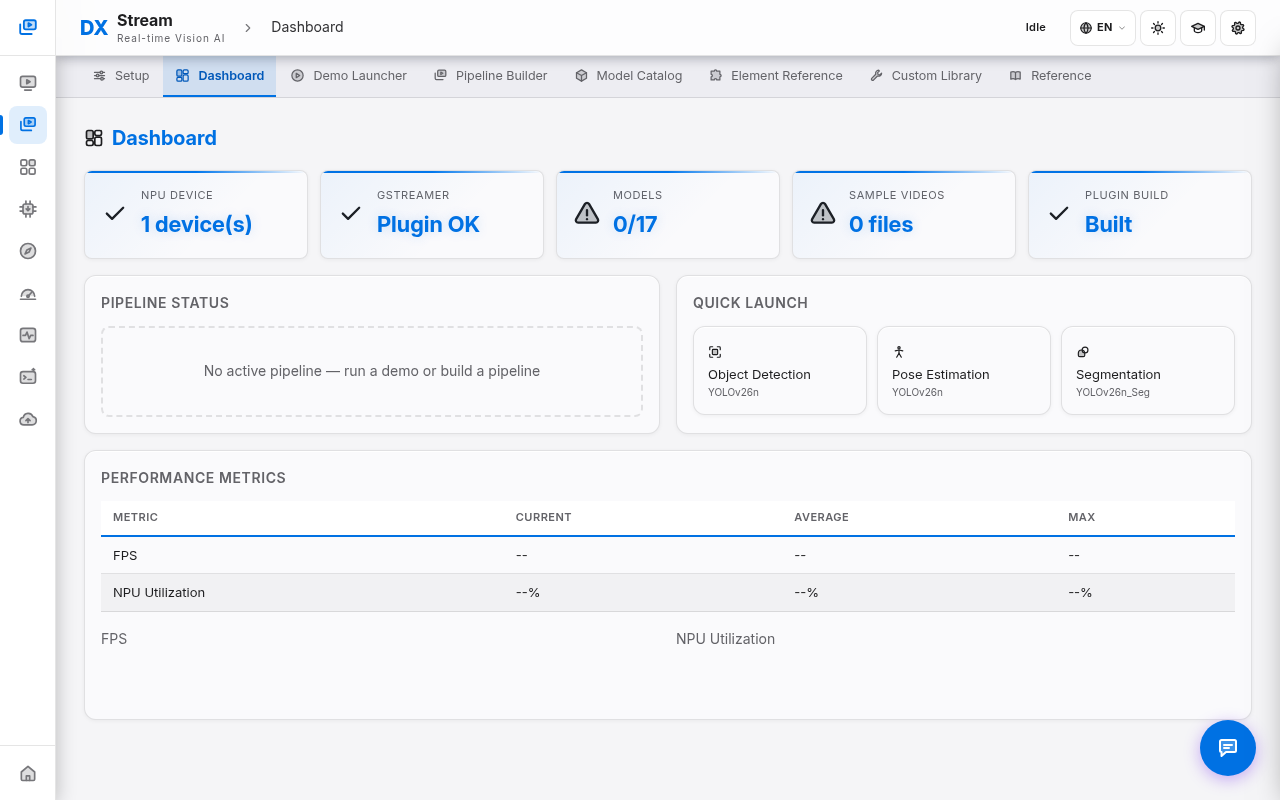 DX
Stream
Real-time Vision AI
Dashboard
Idle
EN
Setup
Dashboard
Demo Launcher
Pipeline Builder
Model Catalog
Element Reference
Custom Library
Reference
Dashboard
NPU DEVICE
1 device(s)
GSTREAMER
Plugin OK
MODELS
0/17
SAMPLE VIDEOS
0 files
PLUGIN BUILD
Built
PIPELINE STATUS
No active pipeline — run a demo or build a pipeline
QUICK LAUNCH
Object Detection
YOLOv26n
Pose Estimation
YOLOv26n
Segmentation
YOLOv26n_Seg
PERFORMANCE METRICS
METRIC CURRENT AVERAGE MAX
FPS -- -- --
NPU Utilization --% --% --%
FPS
NPU Utilization